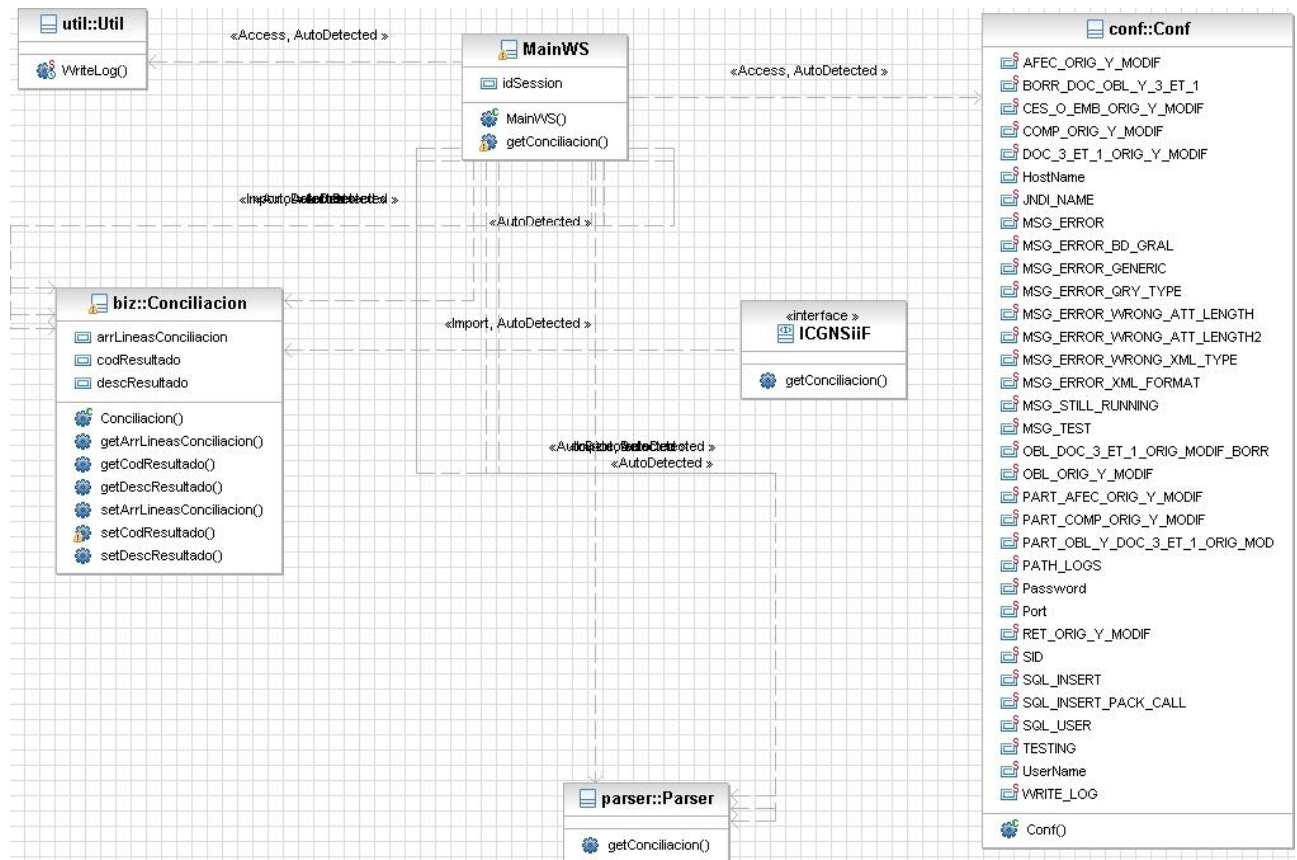 util::Util
WriteLog()
«Access, AutoDetected »
MainWS
idSession
MainWS()
getConciliacion()
«Access, AutoDetected »
«AutoDetected »
biz::Conciliacion
arrLineasConciliacion
codResultado
descResultado
Conciliacion()
getArrLineasConciliacion()
getCodResultado()
getDescResultado()
setArrLineasConciliacion()
setCodResultado()
setDescResultado()
«Import, AutoDetected »
«interface »
ICGNSiiF
getConciliacion()
«AutoDetected »
parser::Parser
getConciliacion()
conf::Conf
AFEC_ORIG_Y_MODIF
BORR_DOC_OBL_Y_3_ET_1
CES_O_EMB_ORIG_Y_MODIF
COMP_ORIG_Y_MODIF
DOC_3_ET_1_ORIG_Y_MODIF
HostName
JNDI_NAME
MSG_ERROR
MSG_ERROR_BD_GRAL
MSG_ERROR_GENERIC
MSG_ERROR_QRY_TYPE
MSG_ERROR_WRONG_ATT_LENGTH
MSG_ERROR_WRONG_ATT_LENGTH2
MSG_ERROR_WRONG_XML_TYPE
MSG_ERROR_XML_FORMAT
MSG_STILL_RUNNING
MSG_TEST
OBL_DOC_3_ET_1_ORIG_MODIF_BORR
OBL_ORIG_Y_MODIF
PART_AFEC_ORIG_Y_MODIF
PART_COMP_ORIG_Y_MODIF
PART_OBL_Y_DOC_3_ET_1_ORIG_MOD
PATH_LOGS
Password
Port
RET_ORIG_Y_MODIF
SID
SQL_INSERT
SQL_INSERT_PACK_CALL
SQL_USER
TESTING
UserName
WRITE_LOG
Conf()